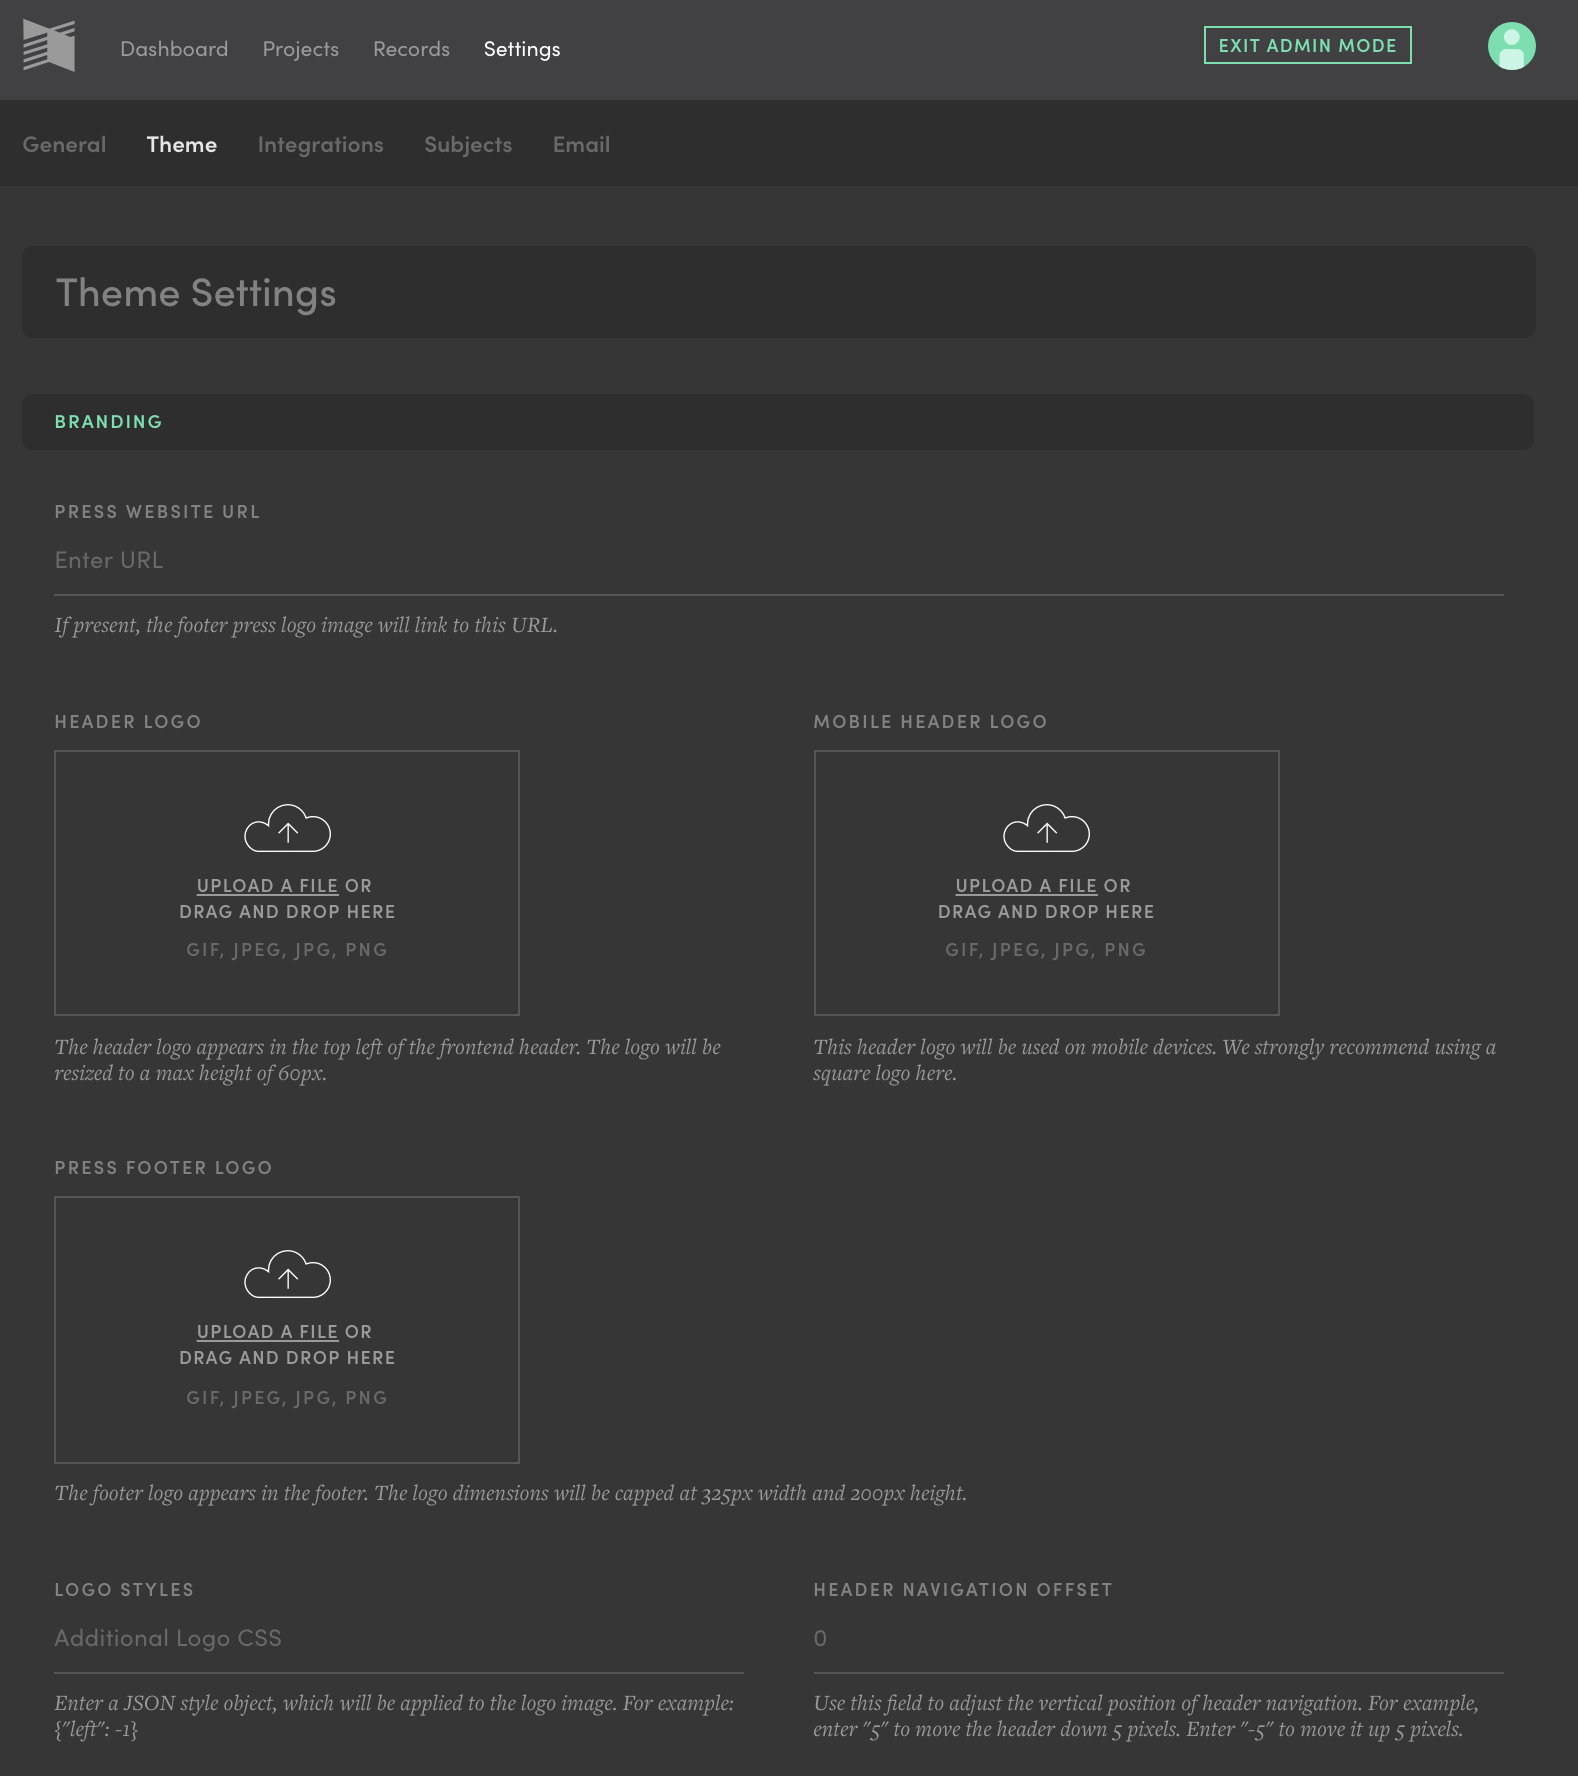 Dashboard Projects Records Settings EXIT ADMIN MODE
General Theme Integrations Subjects Email
Theme Settings
BRANDING
PRESS WEBSITE URL
Enter URL
If present, the footer press logo image will link to this URL.
HEADER LOGO
UPLOAD A FILE OR
DRAG AND DROP HERE
GIF, JPEG, JPG, PNG
The header logo appears in the top left of the frontend header. The logo will be
resized to a max height of 60px.
MOBILE HEADER LOGO
UPLOAD A FILE OR
DRAG AND DROP HERE
GIF, JPEG, JPG, PNG
This header logo will be used on mobile devices. We strongly recommend using a
square logo here.
PRESS FOOTER LOGO
UPLOAD A FILE OR
DRAG AND DROP HERE
GIF, JPEG, JPG, PNG
The footer logo appears in the footer. The logo dimensions will be capped at 325px width and 200px height.
LOGO STYLES
Additional Logo CSS
Enter a JSON style object, which will be applied to the logo image. For example:
{"left": -1}
HEADER NAVIGATION OFFSET
0
Use this field to adjust the vertical position of header navigation. For example,
enter "5" to move the header down 5 pixels. Enter "-5" to move it up 5 pixels.